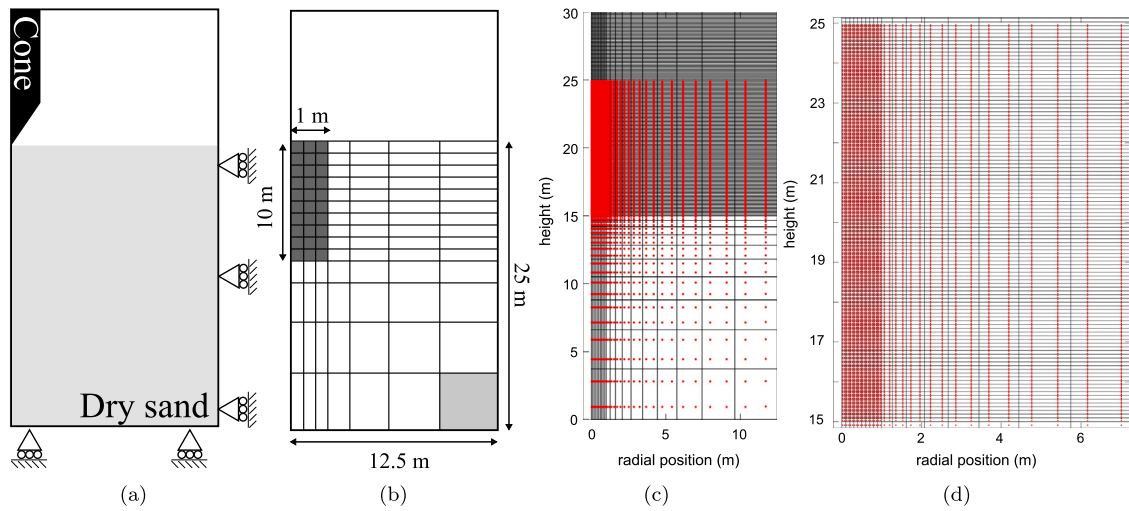 Cone
Dry sand
(a)
1 m
10 m
25 m
12.5 m
(b)
30
25
20
15
10
5
0
height (m)
0
5
10
radial position (m)
(c)
25
23
21
19
17
15
height (m)
0
2
4
6
radial position (m)
(d)